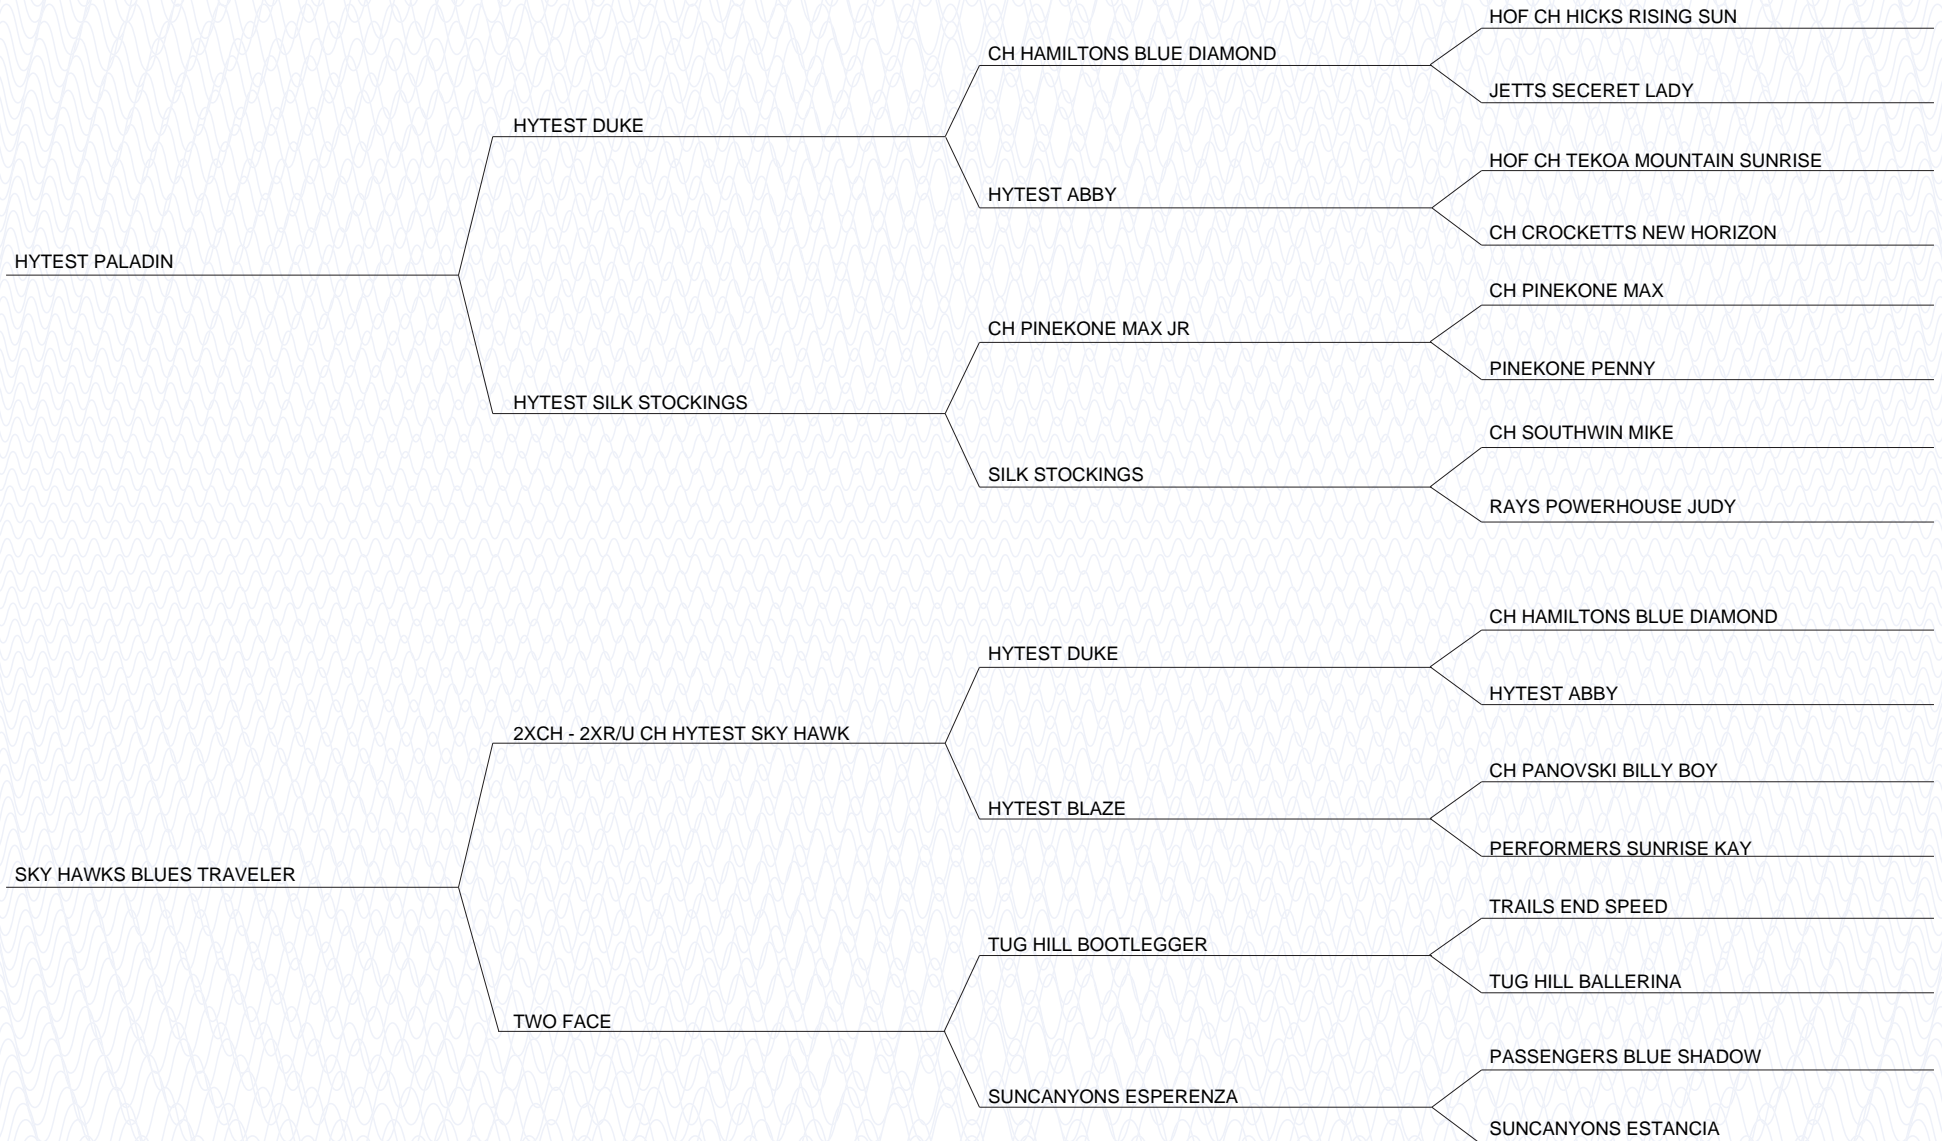 HOF CH HICKS RISING SUN
CH HAMILTONS BLUE DIAMOND
JETTS SECERET LADY
HYTEST DUKE
HOF CH TEKOA MOUNTAIN SUNRISE
HYTEST ABBY
CH CROCKETTS NEW HORIZON
HYTEST PALADIN
CH PINEKONE MAX
CH PINEKONE MAX JR
PINEKONE PENNY
HYTEST SILK STOCKINGS
CH SOUTHWIN MIKE
SILK STOCKINGS
RAYS POWERHOUSE JUDY
CH HAMILTONS BLUE DIAMOND
HYTEST DUKE
HYTEST ABBY
2XCH - 2XR/U CH HYTEST SKY HAWK
CH PANOVSKI BILLY BOY
HYTEST BLAZE
PERFORMERS SUNRISE KAY
SKY HAWKS BLUES TRAVELER
TRAILS END SPEED
TUG HILL BOOTLEGGER
TUG HILL BALLERINA
TWO FACE
PASSENGERS BLUE SHADOW
SUNCANYONS ESPERENZA
SUNCANYONS ESTANCIA